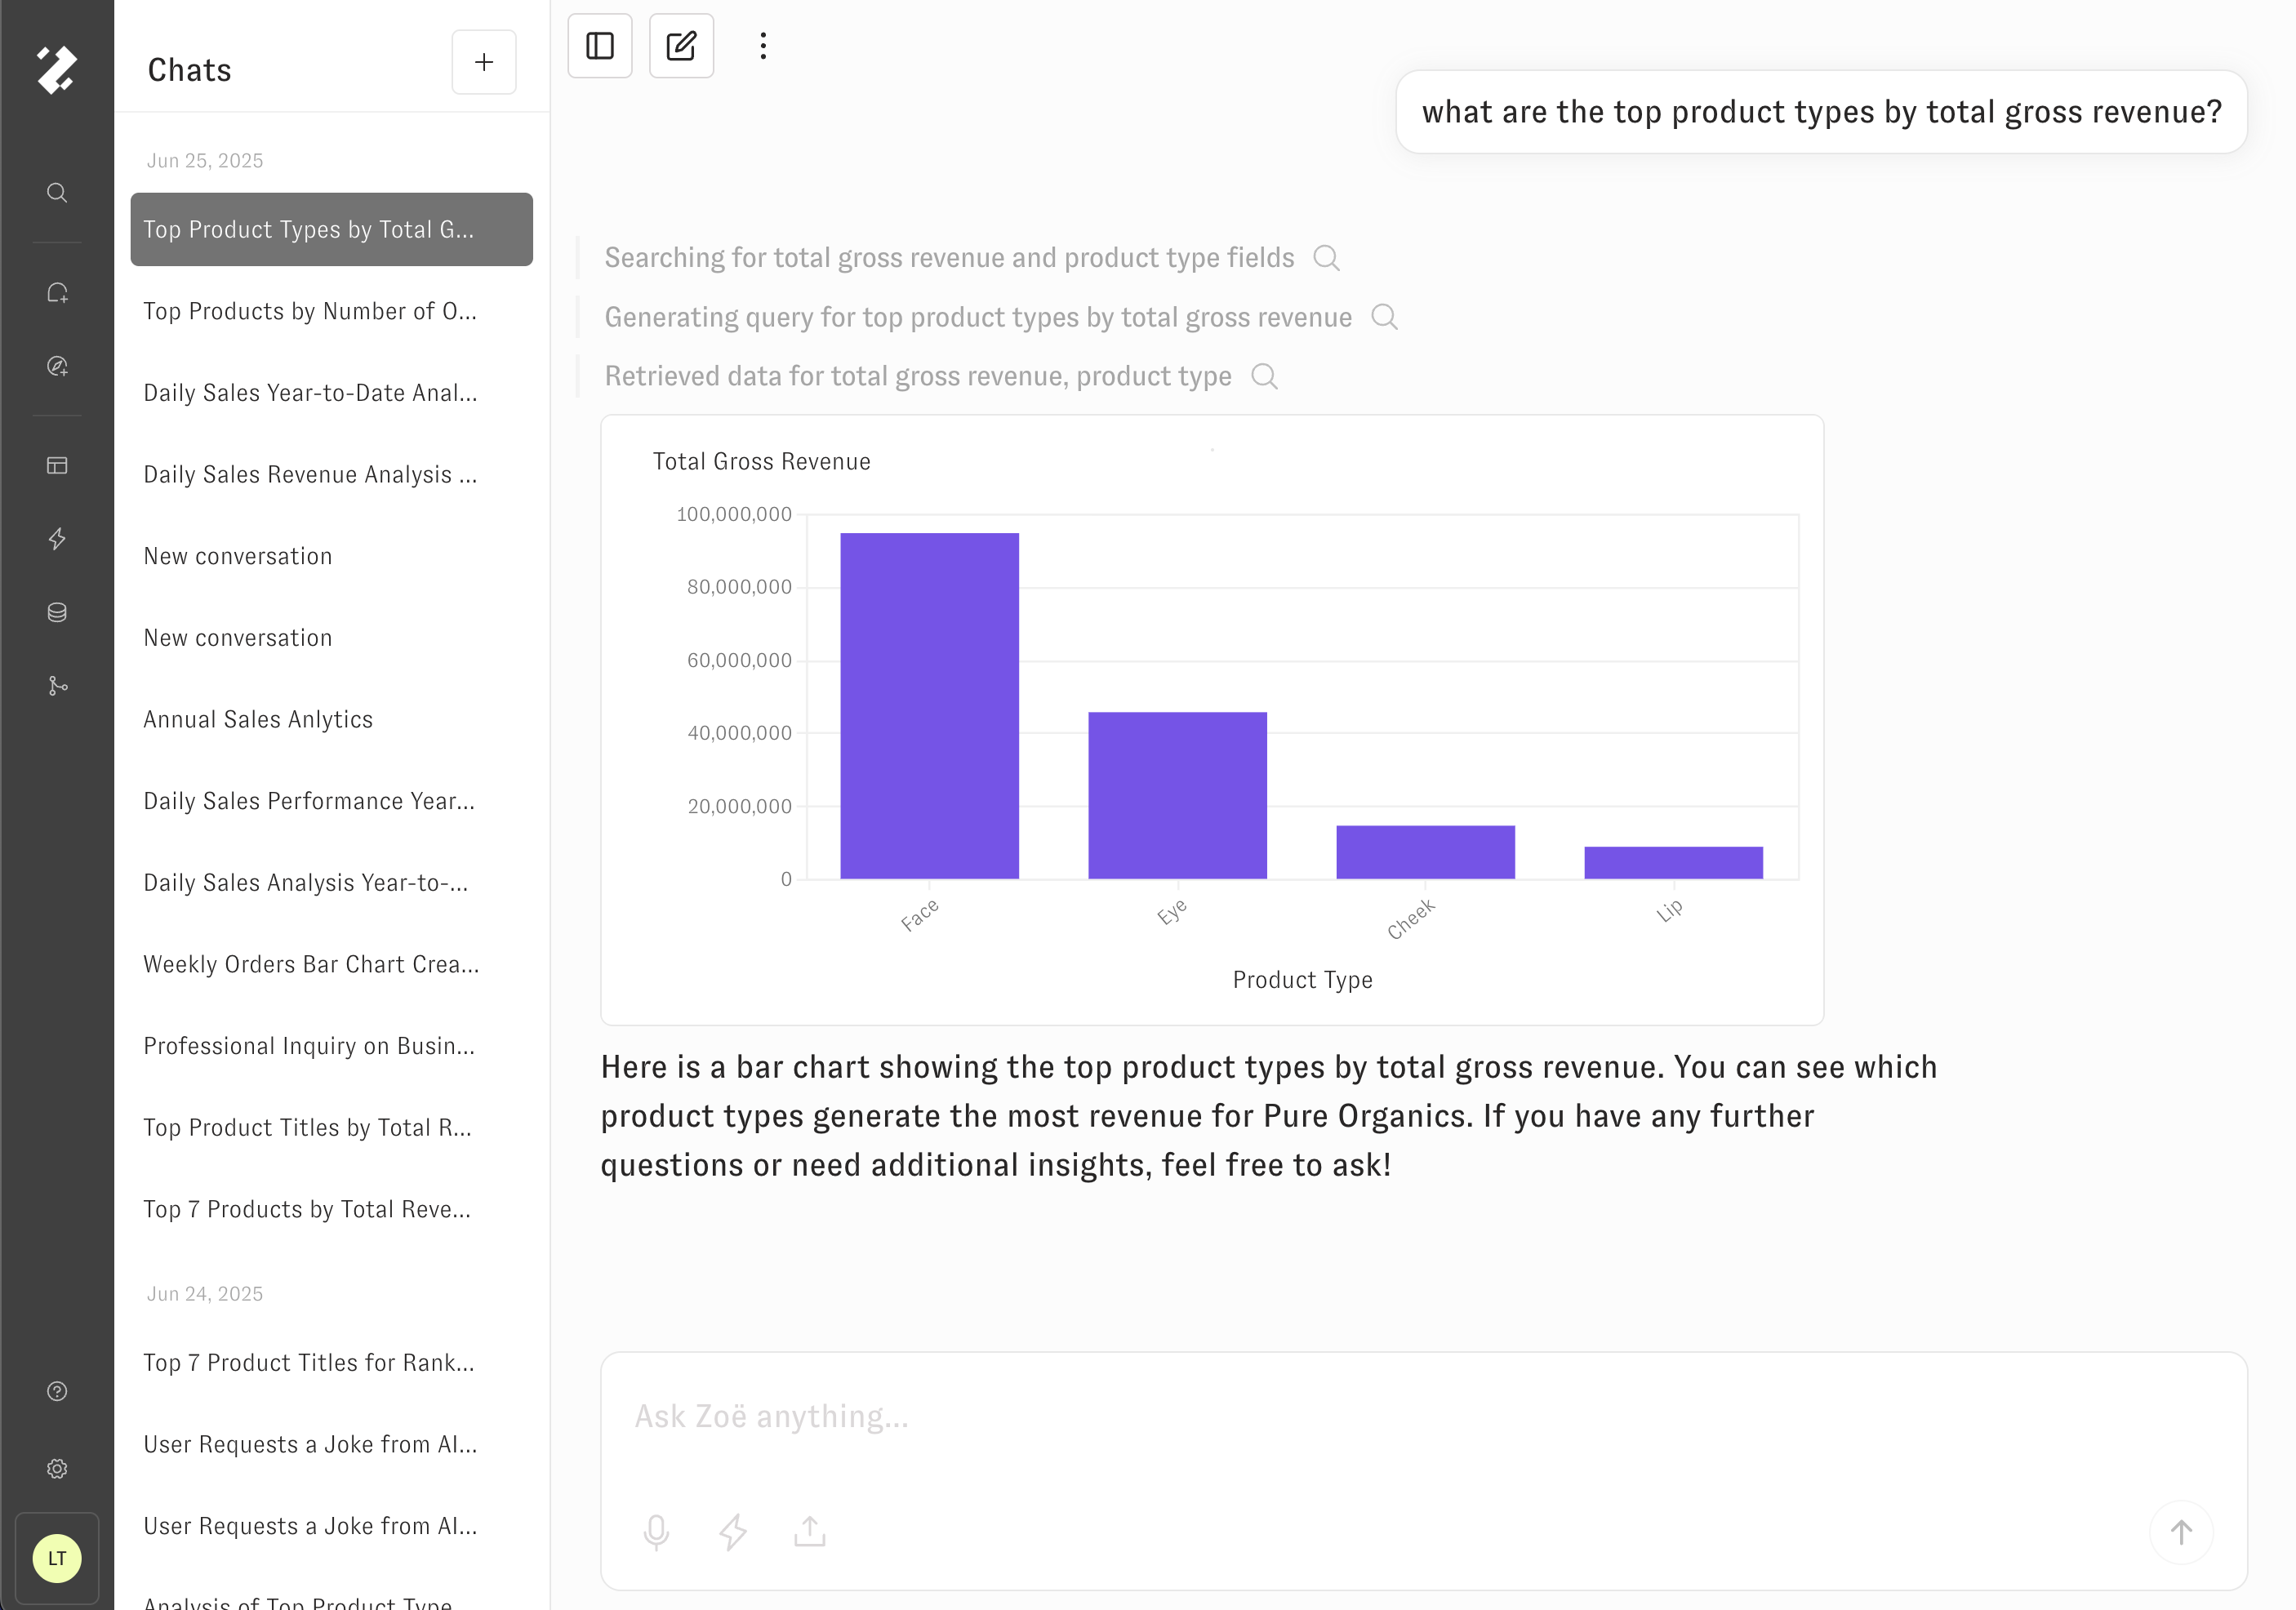 Chats
Jun 25, 2025
Top Product Types by Total G...
Top Products by Number of O...
Daily Sales Year-to-Date Anal...
Daily Sales Revenue Analysis ...
New conversation
New conversation
Annual Sales Anlytics
Daily Sales Performance Year...
Daily Sales Analysis Year-to-...
Weekly Orders Bar Chart Crea...
Professional Inquiry on Busin...
Top Product Titles by Total R...
Top 7 Products by Total Reve...
Jun 24, 2025
Top 7 Product Titles for Rank...
User Requests a Joke from AI...
User Requests a Joke from AI...
Analysis of Top Product Type
LT
what are the top product types by total gross revenue?
Searching for total gross revenue and product type fields
Generating query for top product types by total gross revenue
Retrieved data for total gross revenue, product type
Total Gross Revenue
100,000,000
80,000,000
60,000,000
40,000,000
20,000,000
0
Face
Eye
Cheek
Lip
Product Type
Here is a bar chart showing the top product types by total gross revenue. You can see which
product types generate the most revenue for Pure Organics. If you have any further
questions or need additional insights, feel free to ask!
Ask Zoë anything...